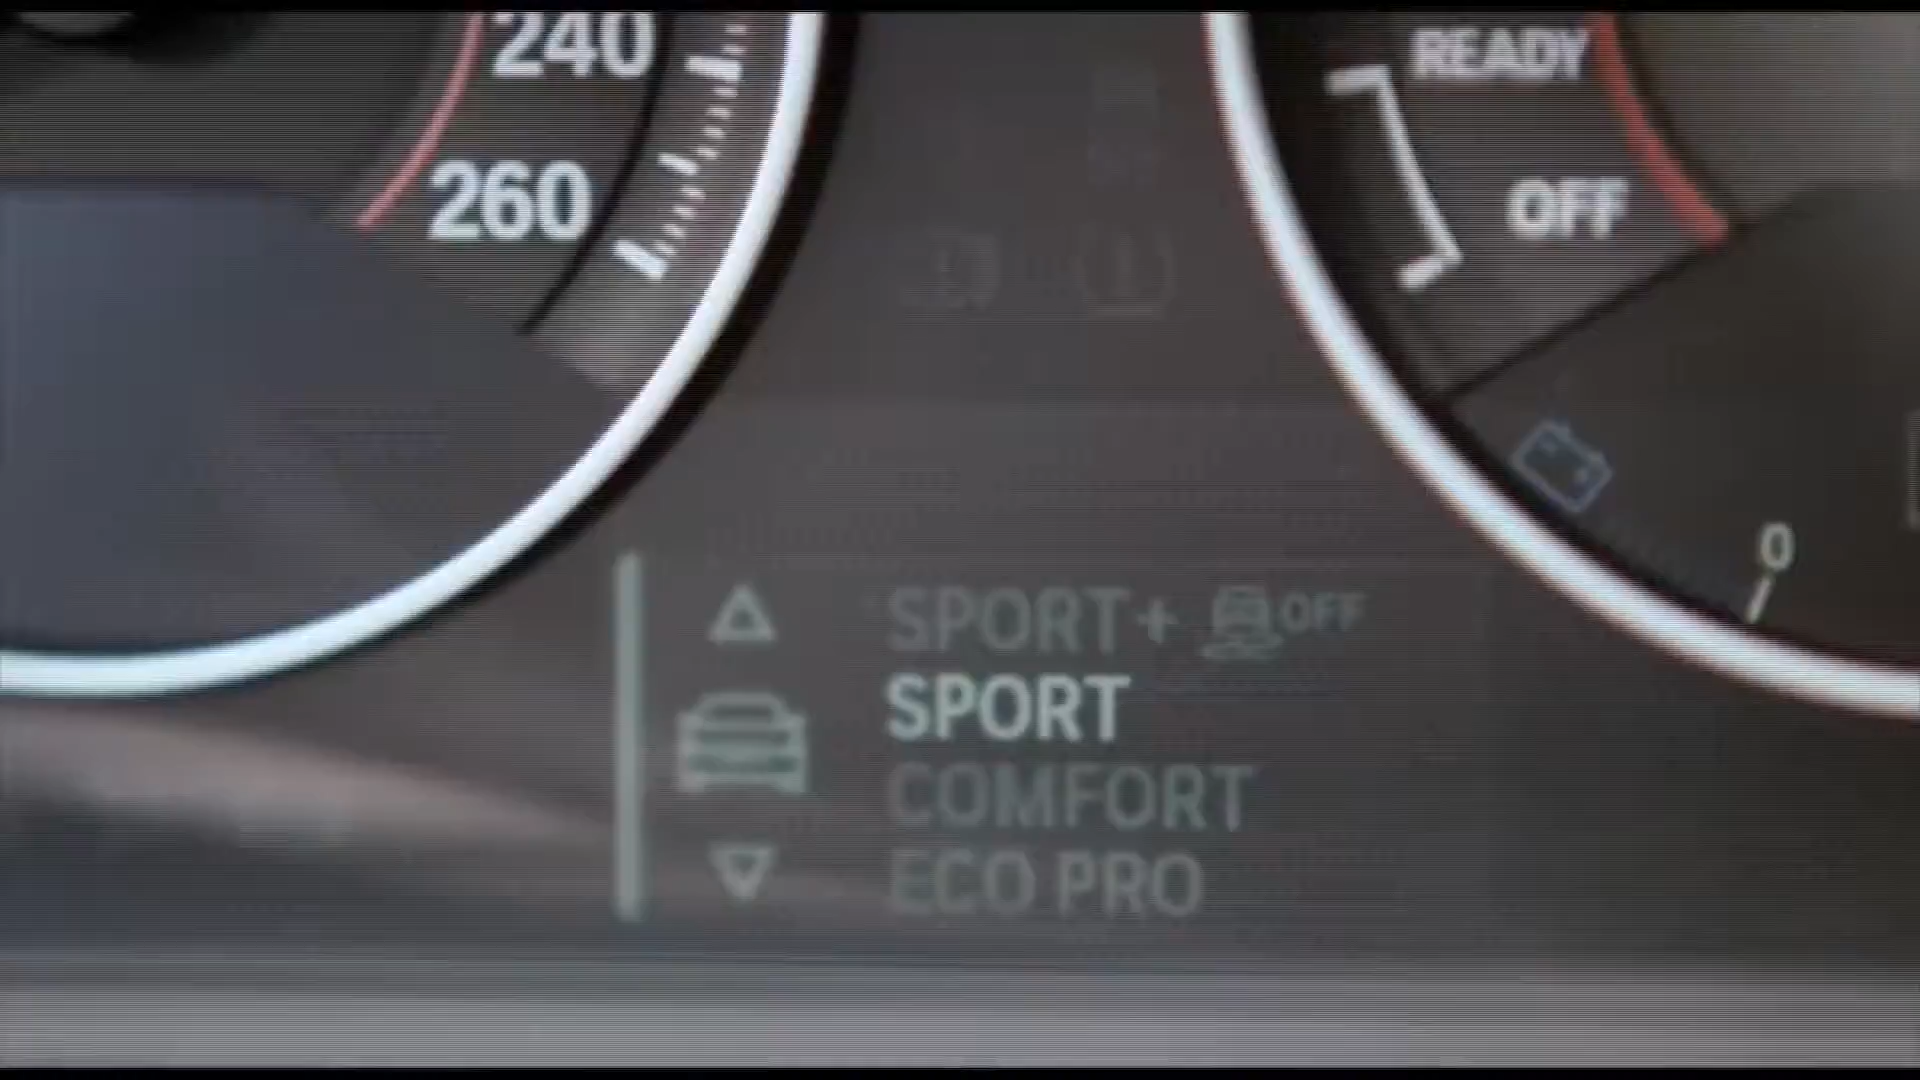 240
260
READY
OFF
0
SPORT+ OFF
SPORT
COMFORT
ECO PRO